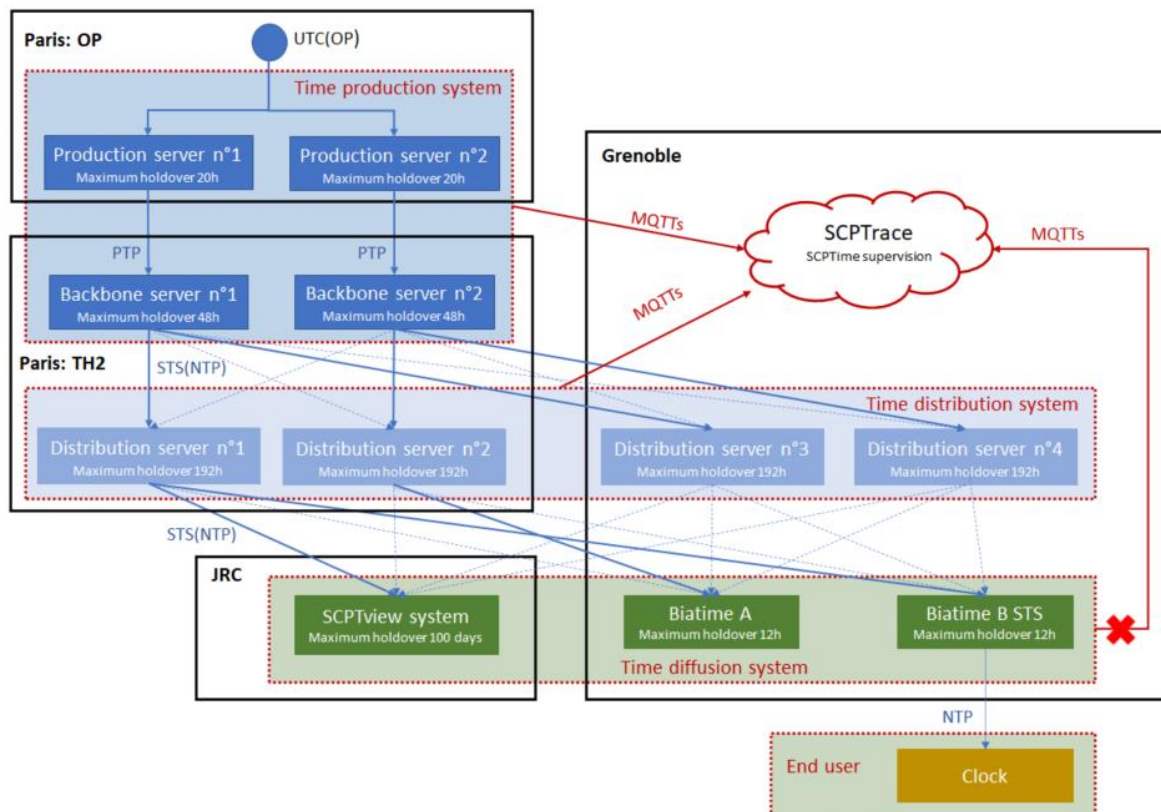 Paris: OP
UTC(OP)
Time production system
Production server n°1
Maximum holdover 20h
Production server n°2
Maximum holdover 20h
Grenoble
MQTTs
SCPTrace
SCPTime supervision
MQTTs
PTP
PTP
MQTTs
Backbone server n°1
Maximum holdover 48h
Backbone server n°2
Maximum holdover 48h
Paris: TH2
STS(NTP)
Time distribution system
Distribution server n°1
Maximum holdover 192h
Distribution server n°2
Maximum holdover 192h
Distribution server n°3
Maximum holdover 192h
Distribution server n°4
Maximum holdover 192h
STS(NTP)
JRC
SCPTview system
Maximum holdover 100 days
Biatime A
Maximum holdover 12h
Biatime B STS
Maximum holdover 12h
Time diffusion system
NTP
End user
Clock